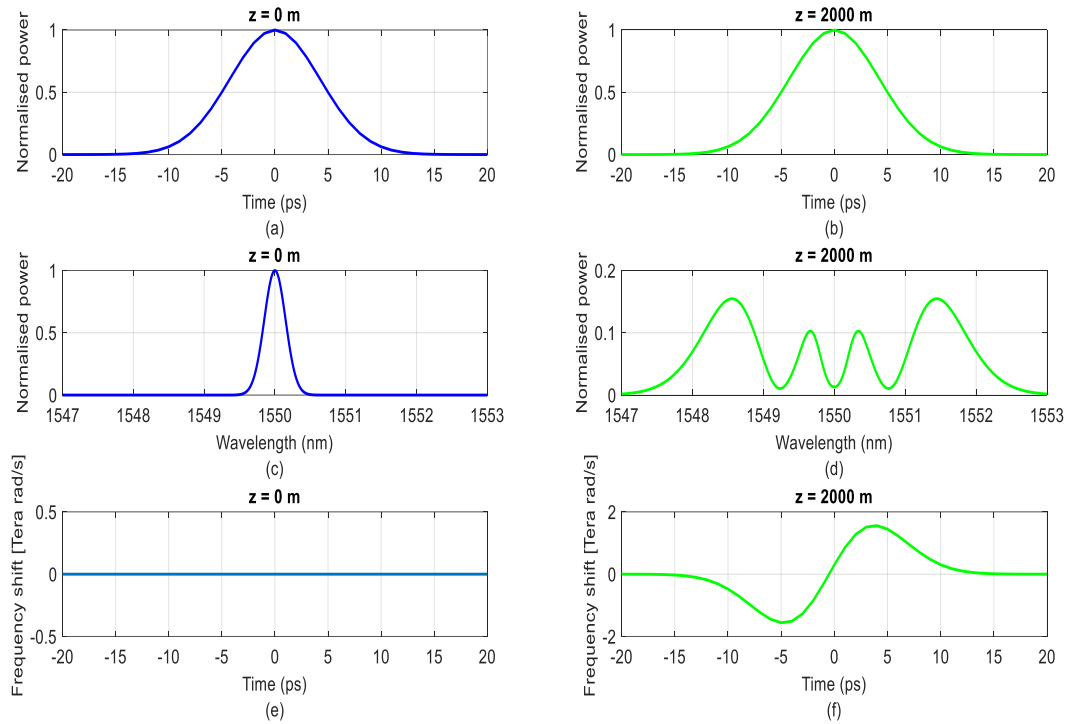 z = 0 m
Normalised power
1
0.5
0
-20 -15 -10 -5 0 5 10 15 20
Time (ps)
(a)
z = 2000 m
Normalised power
1
0.5
0
-20 -15 -10 -5 0 5 10 15 20
Time (ps)
(b)
z = 0 m
Normalised power
1
0.5
0
1547 1548 1549 1550 1551 1552 1553
Wavelength (nm)
(c)
z = 2000 m
Normalised power
0.2
0.1
0
1547 1548 1549 1550 1551 1552 1553
Wavelength (nm)
(d)
z = 0 m
Frequency shift [Tera rad/s]
0.5
0
-0.5
-20 -15 -10 -5 0 5 10 15 20
Time (ps)
(e)
z = 2000 m
Frequency shift [Tera rad/s]
2
0
-2
-20 -15 -10 -5 0 5 10 15 20
Time (ps)
(f)